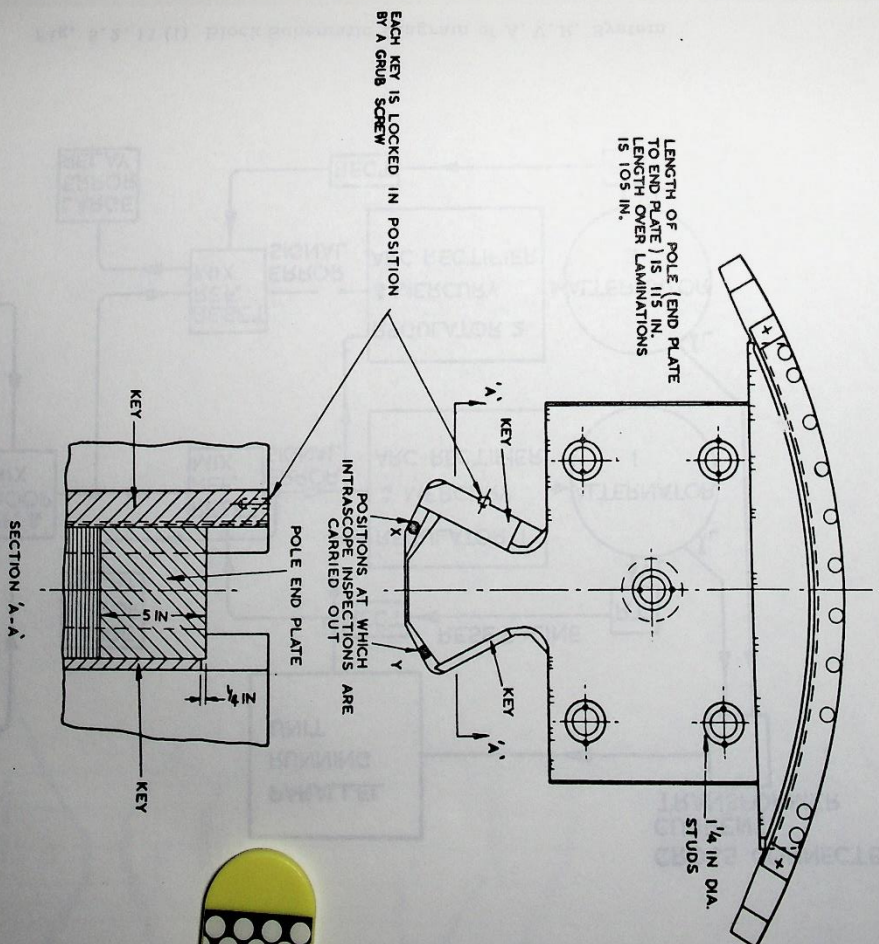 EACH KEY IS LOCKED IN POSITION
BY A GRUB SCREW
LENGTH OF POLE (END PLATE
TO END PLATE) IS 115 IN.
LENGTH OVER LAMINATIONS
IS 105 IN.
'A'
KEY
X
POSITIONS AT WHICH
INTRASCOPE INSPECTIONS ARE
CARRIED OUT
Y
KEY
'A'
1¼ IN DIA.
STUDS
KEY
POLE END PLATE
5 IN
¼ IN
KEY
SECTION 'A-A'